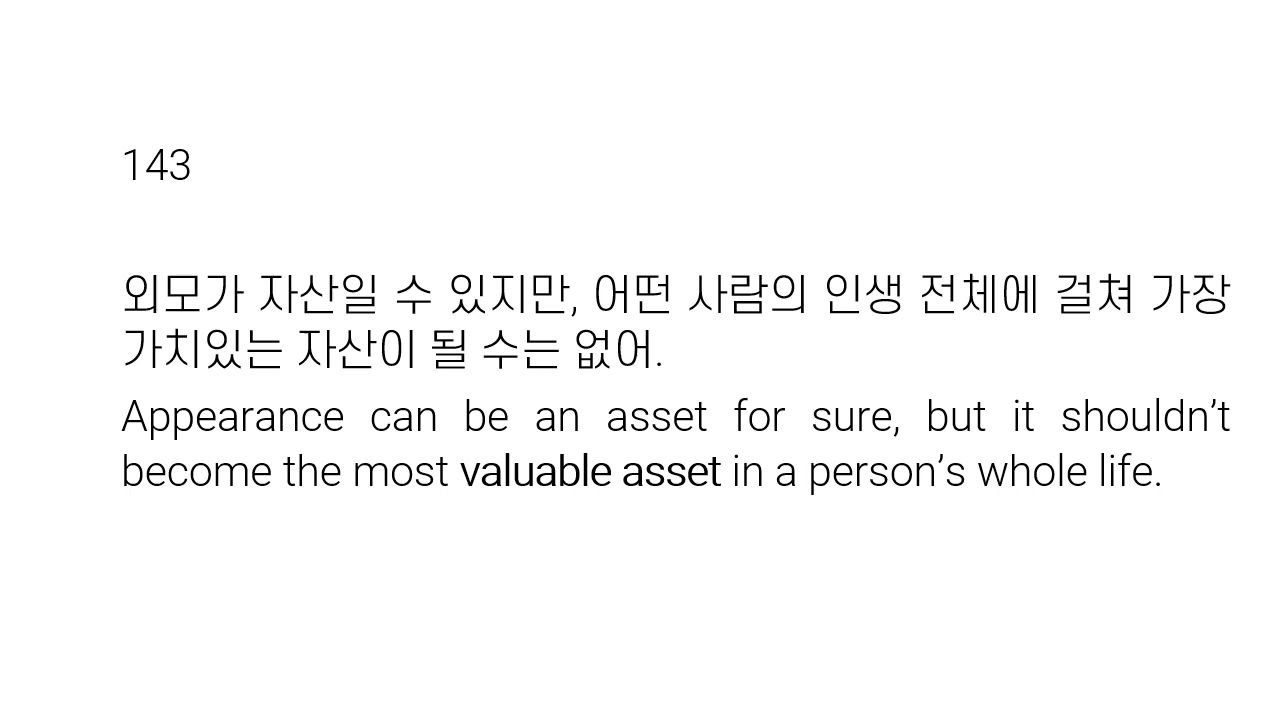 143
외모가 자산일 수 있지만, 어떤 사람의 인생 전체에 걸쳐 가장
가치있는 자산이 될 수는 없어.
Appearance can be an asset for sure, but it shouldn’t
become the most valuable asset in a person’s whole life.